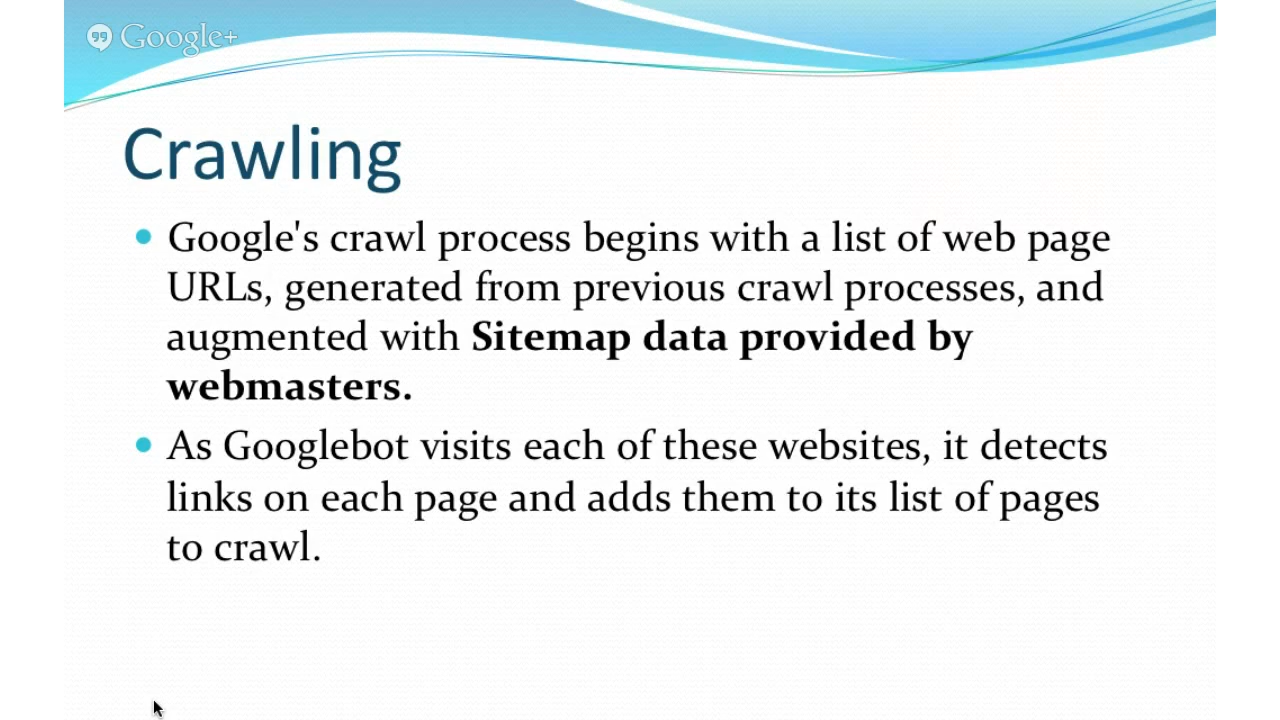 Google+
Crawling
• Google's crawl process begins with a list of web page
URLs, generated from previous crawl processes, and
augmented with Sitemap data provided by
webmasters.
• As Googlebot visits each of these websites, it detects
links on each page and adds them to its list of pages
to crawl.